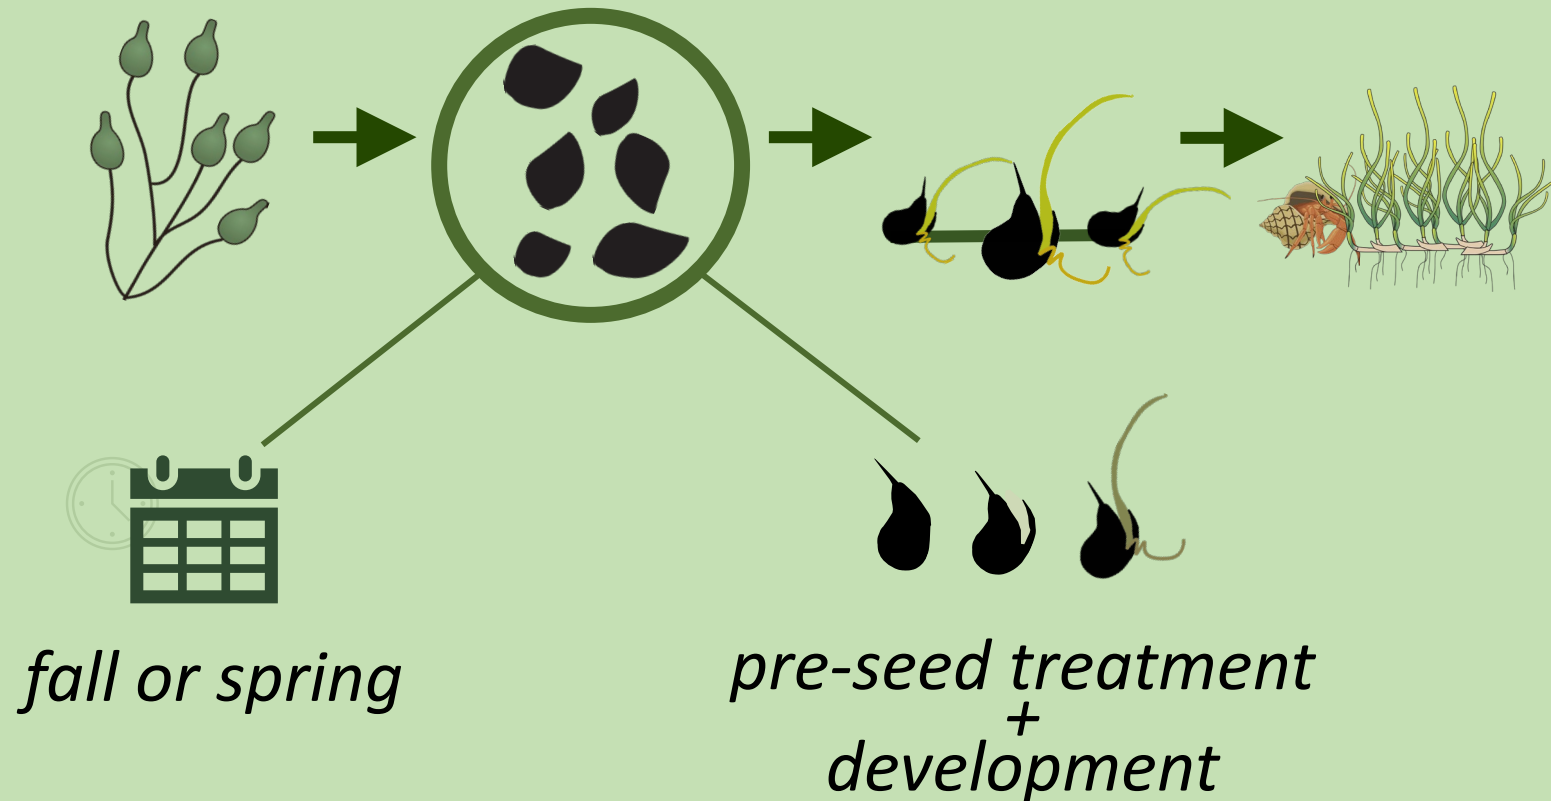 fall or spring
pre-seed treatment
+
development